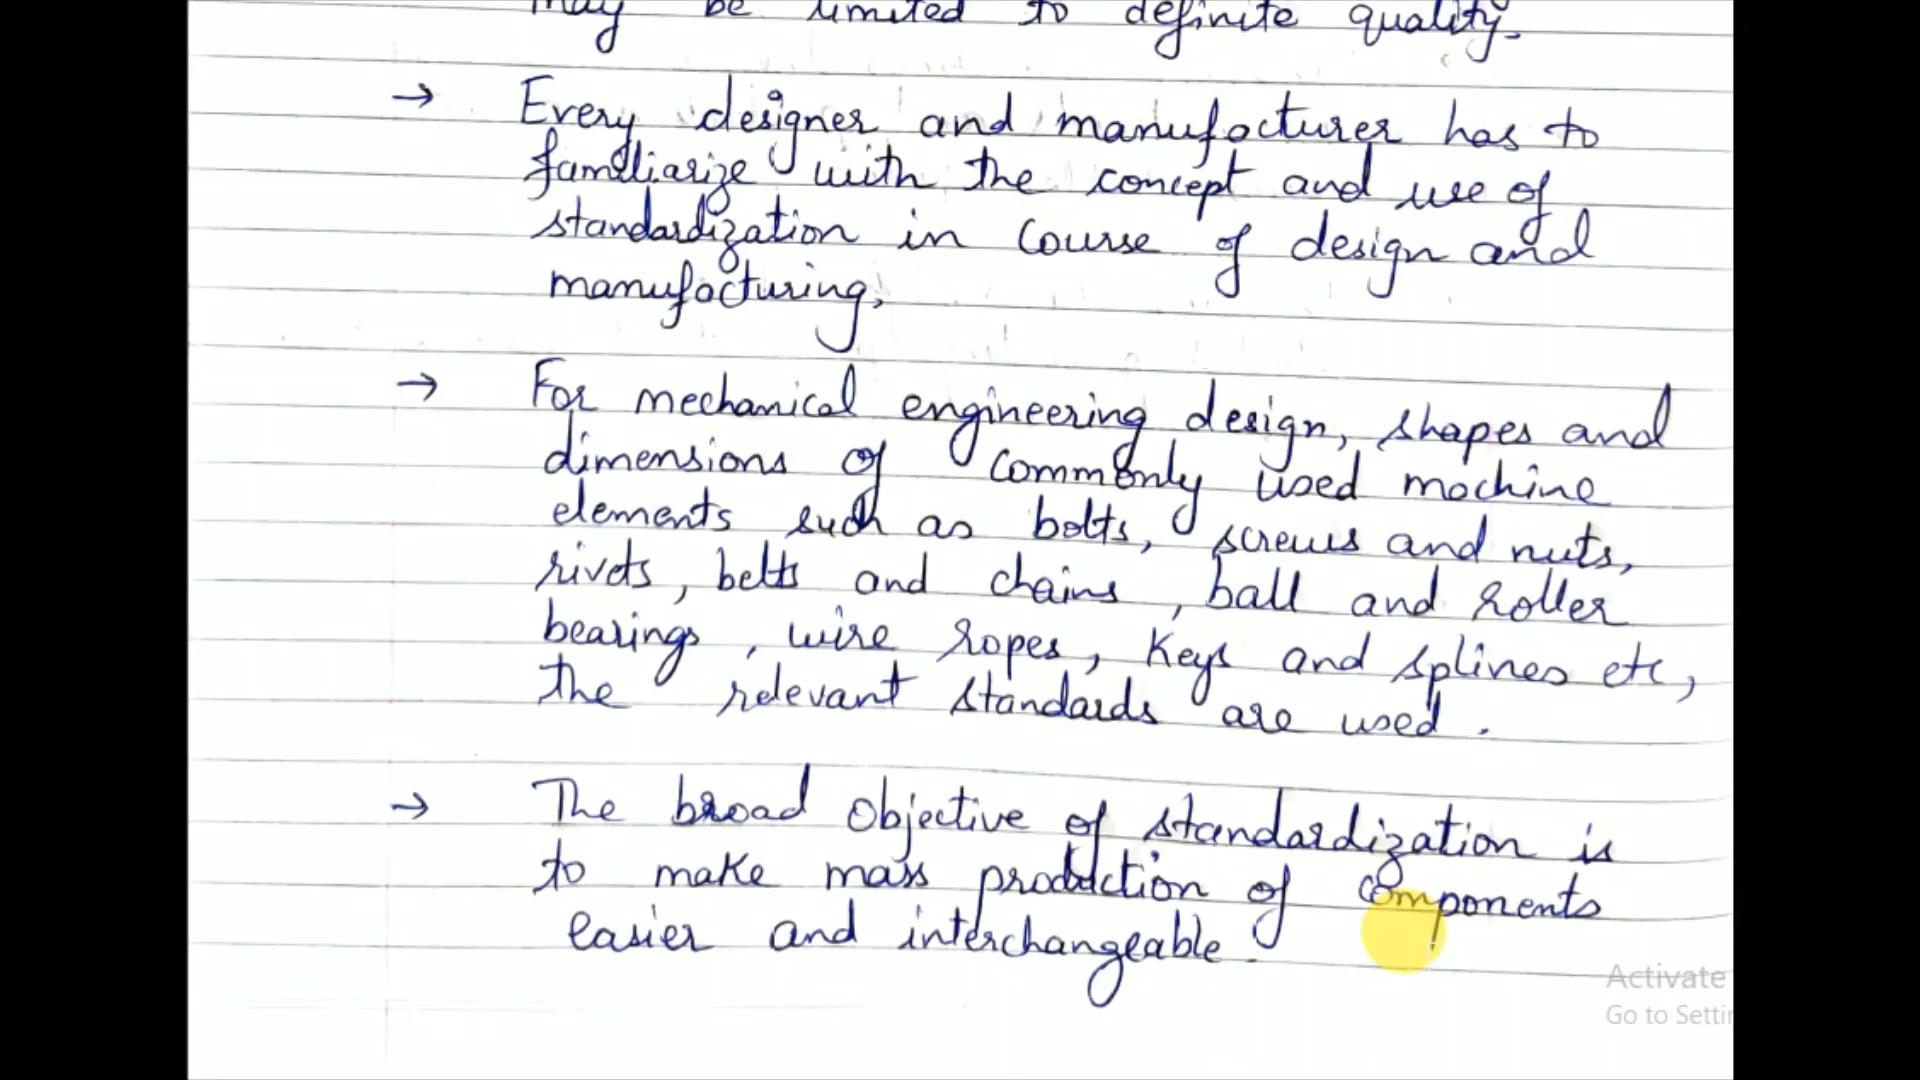 may be limited to definite quality.
→ Every designer and manufacturer has to
familiarize with the concept and use of
standardization in course of design and
manufacturing.
→ For mechanical engineering design, shapes and
dimensions of commonly used machine
elements such as bolts, screws and nuts,
rivets, belts and chains, ball and roller
bearings, wire ropes, keys and splines etc,
the relevant standards are used.
→ The broad objective of standardization is
to make mass production of components
easier and interchangeable.
Activate
Go to Settin